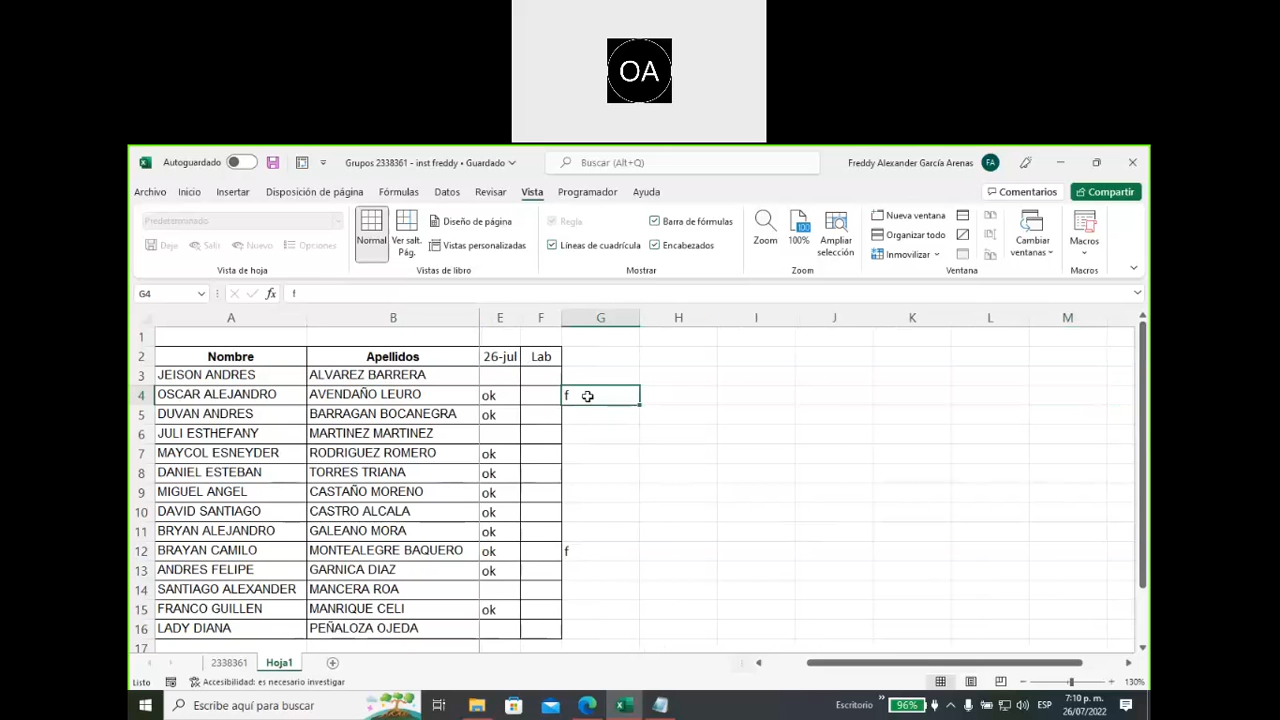 OA
Autoguardado
Grupos 2338361 - inst freddy • Guardado
Buscar (Alt+Q)
Freddy Alexander García Arenas
FA
Archivo Inicio Insertar Disposición de página Fórmulas Datos Revisar Vista Programador Ayuda
Comentarios Compartir
Predeterminado
Deje Salir Nuevo Opciones
Vista de hoja
Normal
Ver salt. Pág.
Diseño de página
Vistas personalizadas
Vistas de libro
Regla Barra de fórmulas
Líneas de cuadrícula Encabezados
Mostrar
Zoom
100
100%
Ampliar selección
Zoom
Nueva ventana
Organizar todo
Inmovilizar
Cambiar ventanas
Ventana
Macros
Macros
G4 fx f
A B E F G H I J K L M
1
2 Nombre Apellidos 26-jul Lab
3 JEISON ANDRES ALVAREZ BARRERA
4 OSCAR ALEJANDRO AVENDAÑO LEURO ok f
5 DUVAN ANDRES BARRAGAN BOCANEGRA ok
6 JULI ESTHEFANY MARTINEZ MARTINEZ
7 MAYCOL ESNEYDER RODRIGUEZ ROMERO ok
8 DANIEL ESTEBAN TORRES TRIANA ok
9 MIGUEL ANGEL CASTAÑO MORENO ok
10 DAVID SANTIAGO CASTRO ALCALA ok
11 BRYAN ALEJANDRO GALEANO MORA ok
12 BRAYAN CAMILO MONTEALEGRE BAQUERO ok f
13 ANDRES FELIPE GARNICA DIAZ ok
14 SANTIAGO ALEXANDER MANCERA ROA
15 FRANCO GUILLEN MANRIQUE CELI ok
16 LADY DIANA PEÑALOZA OJEDA
17
2338361 Hoja1
Listo Accesibilidad: es necesario investigar 130%
Escribe aquí para buscar
Escritorio 96% ESP
7:10 p. m.
26/07/2022